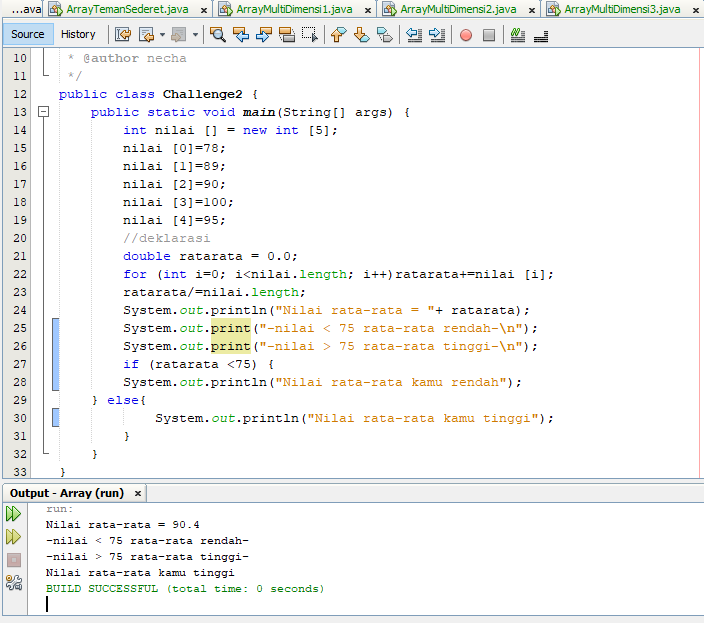 ...ava ArrayTemanSederet.java × ArrayMultiDimensi1.java × ArrayMultiDimensi2.java × ArrayMultiDimensi3.java ×
Source History
10 * @author necha
11 */
12 public class Challenge2 {
13 public static void main(String[] args) {
14 int nilai [] = new int [5];
15 nilai [0]=78;
16 nilai [1]=89;
17 nilai [2]=90;
18 nilai [3]=100;
19 nilai [4]=95;
20 //deklarasi
21 double ratarata = 0.0;
22 for (int i=0; i<nilai.length; i++)ratarata+=nilai [i];
23 ratarata/=nilai.length;
24 System.out.println("Nilai rata-rata = "+ ratarata);
25 System.out.print("-nilai < 75 rata-rata rendah-\n");
26 System.out.print("-nilai > 75 rata-rata tinggi-\n");
27 if (ratarata <75) {
28 System.out.println("Nilai rata-rata kamu rendah");
29 } else{
30 System.out.println("Nilai rata-rata kamu tinggi");
31 }
32 }
33 }
Output - Array (run) ×
run:
Nilai rata-rata = 90.4
-nilai < 75 rata-rata rendah-
-nilai > 75 rata-rata tinggi-
Nilai rata-rata kamu tinggi
BUILD SUCCESSFUL (total time: 0 seconds)